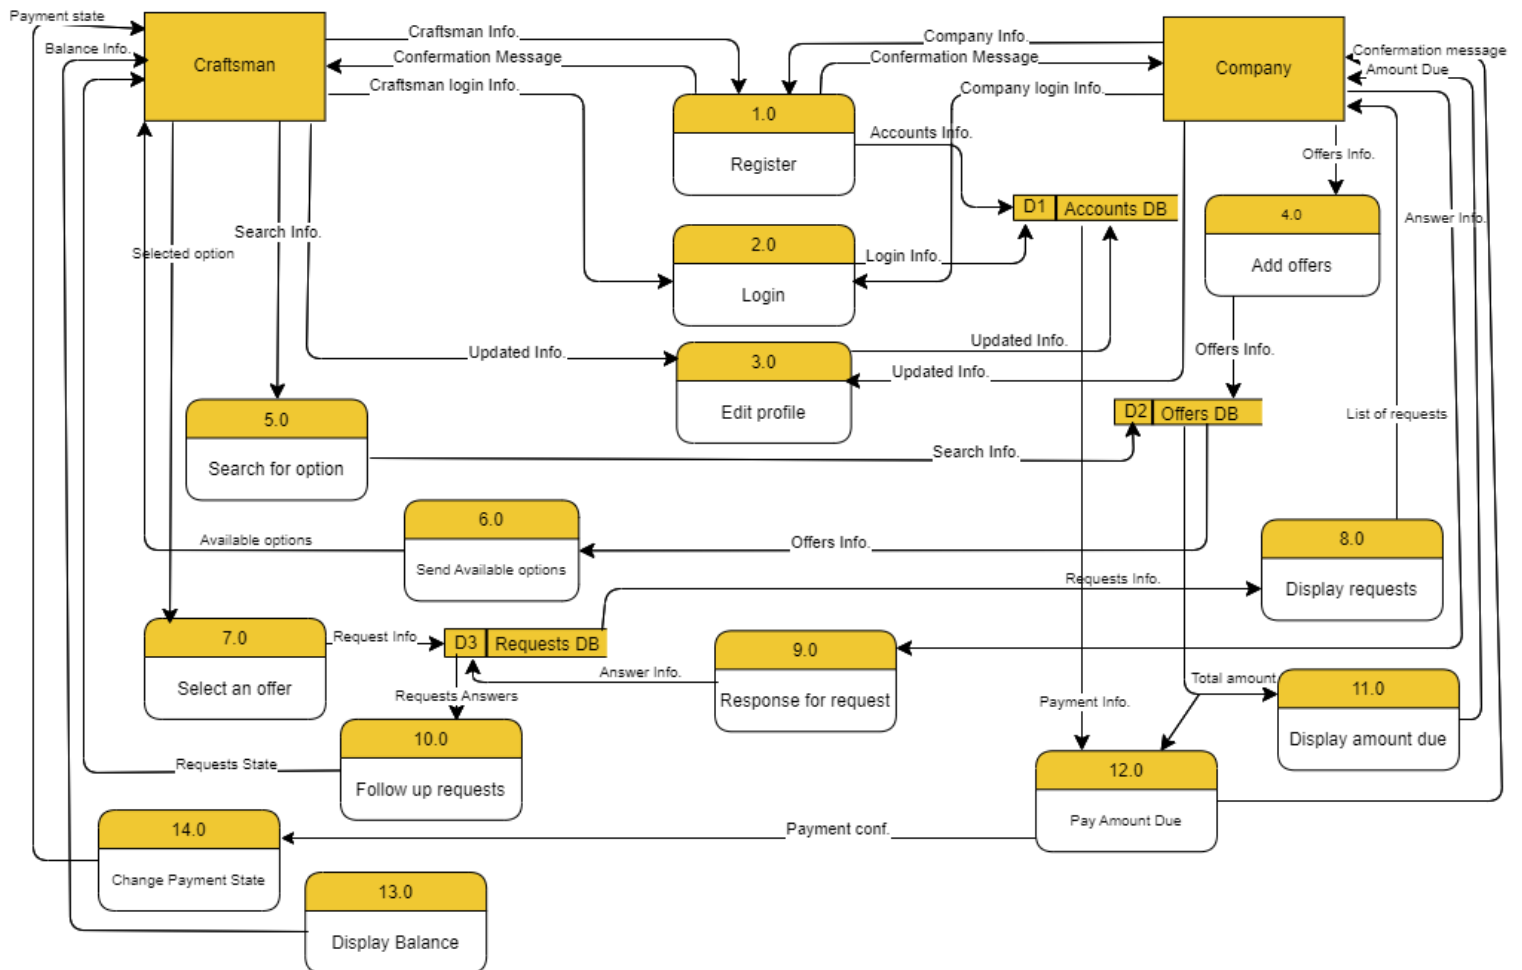 Payment state
Balance Info.
Craftsman
Craftsman Info.
Confermation Message
Craftsman login Info.
Company Info.
Confermation Message
Company login Info.
Company
Confermation message
Amount Due
1.0
Register
Accounts Info.
Offers Info.
D1 Accounts DB
4.0
Add offers
Answer Info.
Search Info.
Selected option
2.0
Login
Login Info.
Updated Info.
3.0
Edit profile
Updated Info.
Updated Info.
Offers Info.
5.0
Search for option
Search Info.
D2 Offers DB
List of requests
6.0
Send Available options
Available options
Offers Info.
8.0
Display requests
Requests Info.
7.0
Select an offer
Request Info
D3 Requests DB
9.0
Response for request
Answer Info.
Requests Answers
Total amount
11.0
Display amount due
Payment Info.
10.0
Follow up requests
Requests State
12.0
Pay Amount Due
14.0
Change Payment State
Payment conf.
13.0
Display Balance